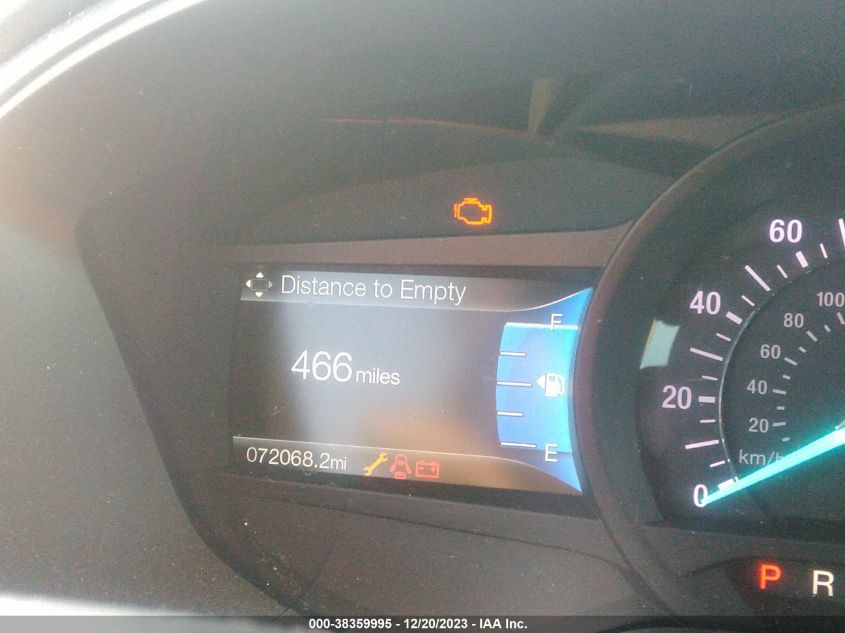 Distance to Empty
466 miles
F
E
072068.2mi
60
40
20
0
100
80
60
40
20
km/h
P R
000-38359995 - 12/20/2023 - IAA Inc.